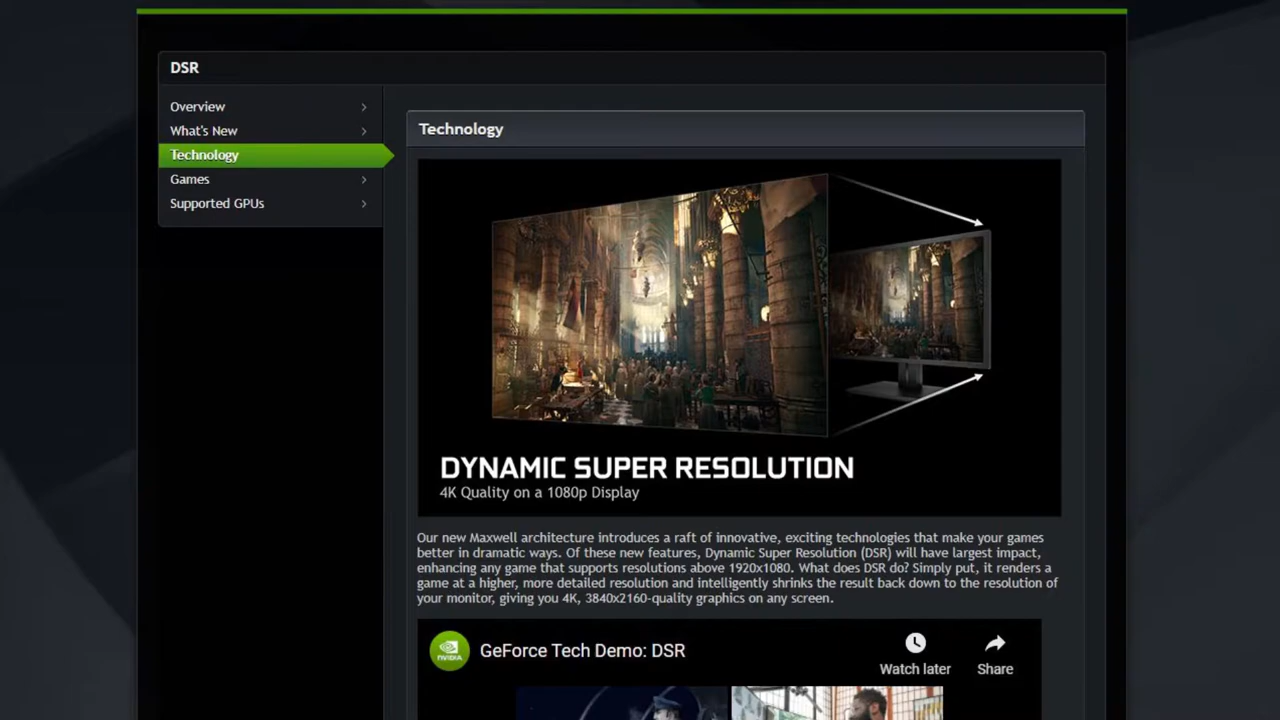 DSR
Overview
What's New
Technology
Games
Supported GPUs
Technology
DYNAMIC SUPER RESOLUTION
4K Quality on a 1080p Display
Our new Maxwell architecture introduces a raft of innovative, exciting technologies that make your games
better in dramatic ways. Of these new features, Dynamic Super Resolution (DSR) will have largest impact,
enhancing any game that supports resolutions above 1920x1080. What does DSR do? Simply put, it renders a
game at a higher, more detailed resolution and intelligently shrinks the result back down to the resolution of
your monitor, giving you 4K, 3840x2160-quality graphics on any screen.
NVIDIA
GeForce Tech Demo: DSR
Watch later
Share